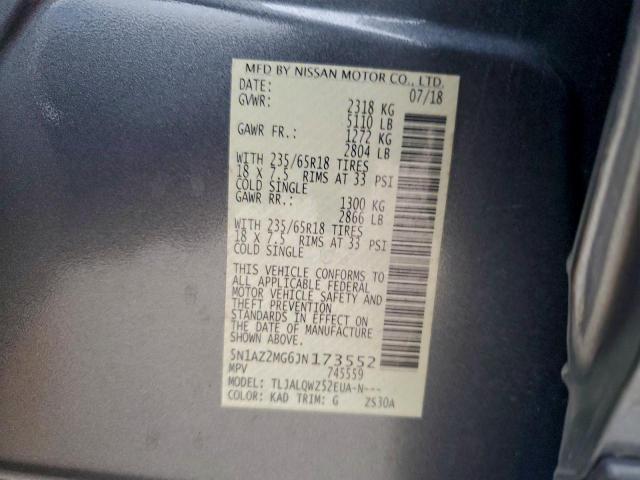 MFD BY NISSAN MOTOR CO., LTD.
DATE: 07/18
GVWR: 2318 KG
5110 LB
GAWR FR.: 1272 KG
2804 LB
WITH 235/65R18 TIRES
18 X 7.5 RIMS AT 33 PSI
COLD SINGLE
GAWR RR.: 1300 KG
2866 LB
WITH 235/65R18 TIRES
18 X 7.5 RIMS AT 33 PSI
COLD SINGLE
THIS VEHICLE CONFORMS TO
ALL APPLICABLE FEDERAL
MOTOR VEHICLE SAFETY AND
THEFT PREVENTION
STANDARDS IN EFFECT ON
THE DATE OF MANUFACTURE
SHOWN ABOVE.
5N1AZ2MG6JN173552
MPV 745559
MODEL: TLJALQWZ52EUA-N---
COLOR: KAD TRIM: G ZS30A